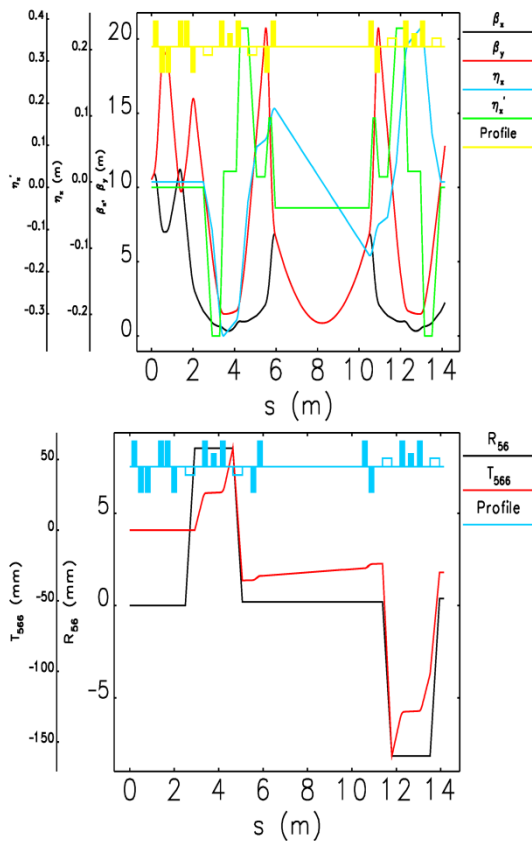 βx
βy
ηx
ηx'
Profile
ηx'
0.4
0.3
0.2
0.1
0.0
-0.1
-0.2
-0.3
ηx (m)
0.2
0.1
0.0
-0.1
-0.2
βx, βy (m)
20
15
10
5
0
0 2 4 6 8 10 12 14
s (m)
R56
T566
Profile
T566 (mm)
50
0
-50
-100
-150
R56 (mm)
5
0
-5
0 2 4 6 8 10 12 14
s (m)